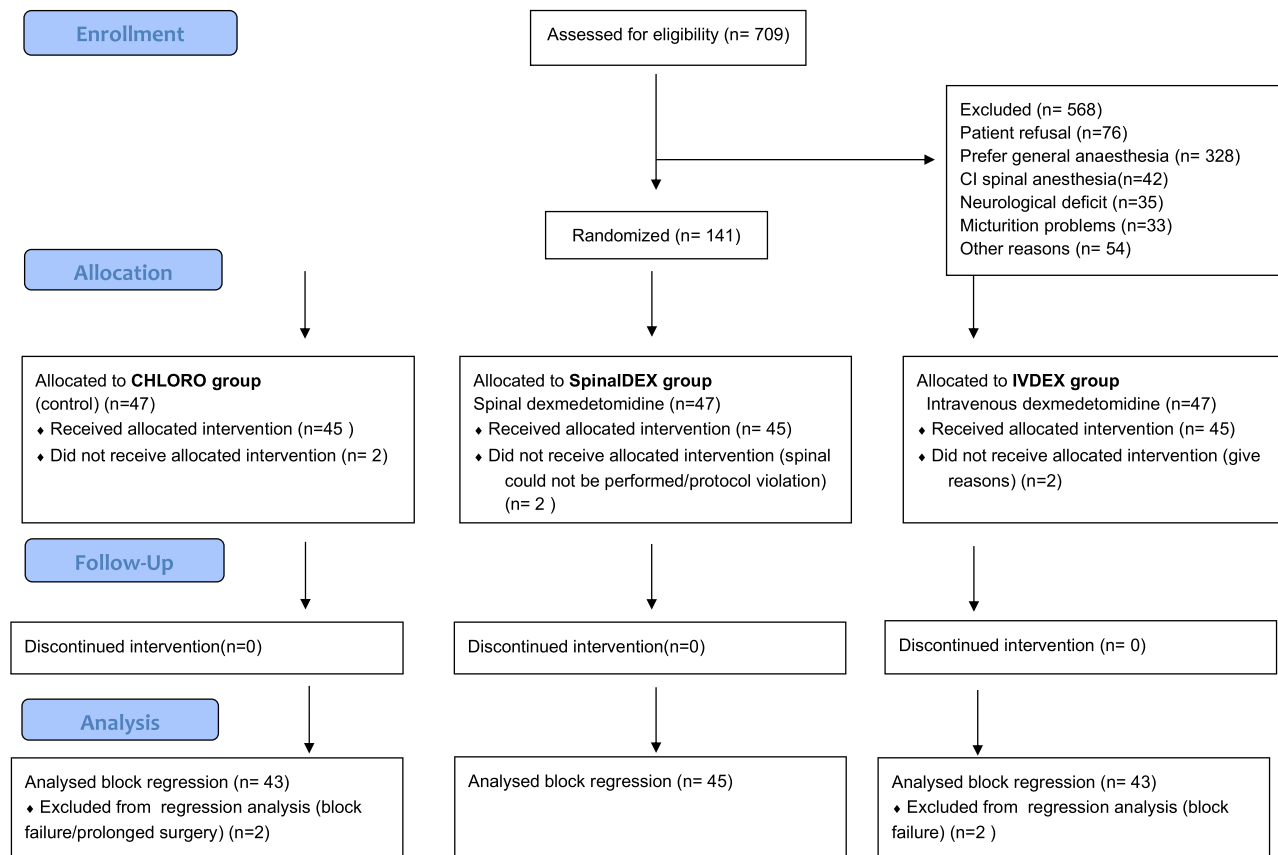 Enrollment
Assessed for eligibility (n= 709)
Excluded (n= 568)
Patient refusal (n=76)
Prefer general anaesthesia (n= 328)
CI spinal anesthesia(n=42)
Neurological deficit (n=35)
Micturition problems (n=33)
Other reasons (n= 54)
Randomized (n= 141)
Allocation
Allocated to CHLORO group
(control) (n=47)
♦ Received allocated intervention (n=45 )
♦ Did not receive allocated intervention (n= 2)
Allocated to SpinalDEX group
Spinal dexmedetomidine (n=47)
♦ Received allocated intervention (n= 45)
♦ Did not receive allocated intervention (spinal
could not be performed/protocol violation)
(n= 2 )
Allocated to IVDEX group
Intravenous dexmedetomidine (n=47)
♦ Received allocated intervention (n= 45)
♦ Did not receive allocated intervention (give
reasons) (n=2)
Follow-Up
Discontinued intervention(n=0)
Discontinued intervention(n=0)
Discontinued intervention (n= 0)
Analysis
Analysed block regression (n= 43)
♦ Excluded from  regression analysis (block
failure/prolonged surgery) (n=2)
Analysed block regression (n= 45)
Analysed block regression (n= 43)
♦ Excluded from  regression analysis (block
failure) (n=2 )